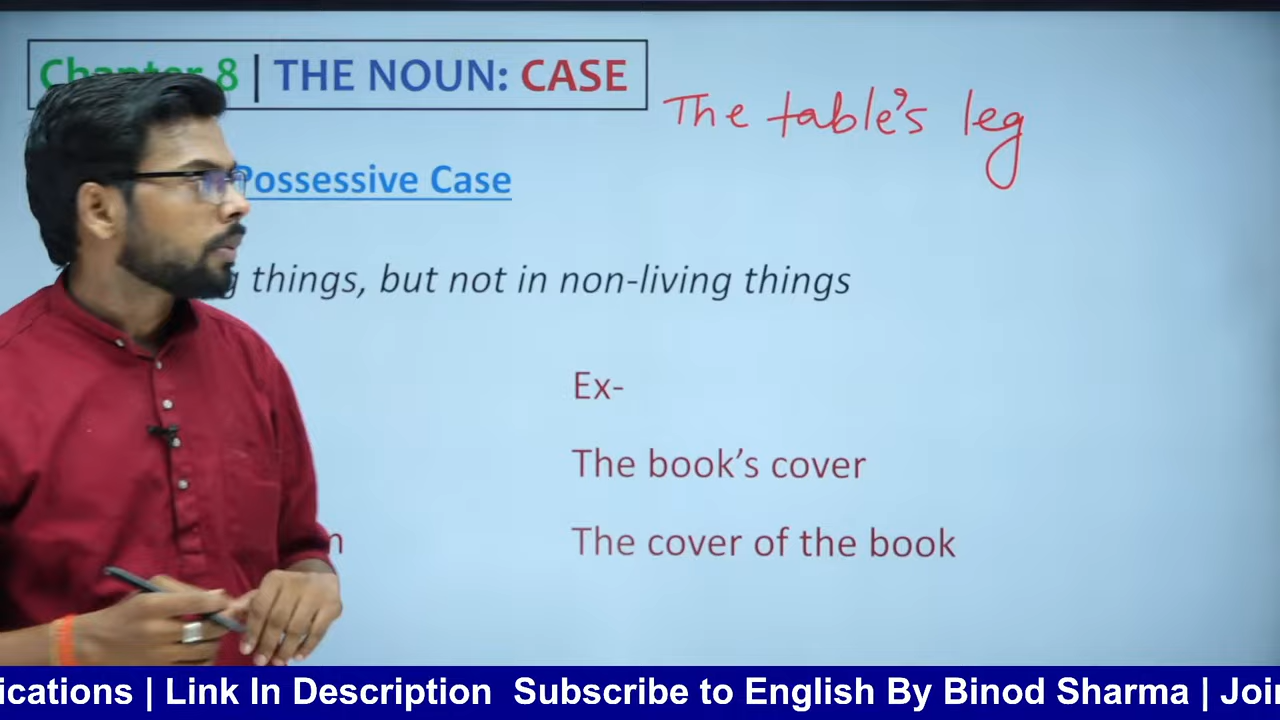 Chapter 8 | THE NOUN: CASE
The table's leg
Possessive Case
things, but not in non-living things
Ex-
The book’s cover
The cover of the book
ications | Link In Description Subscribe to English By Binod Sharma | Joi